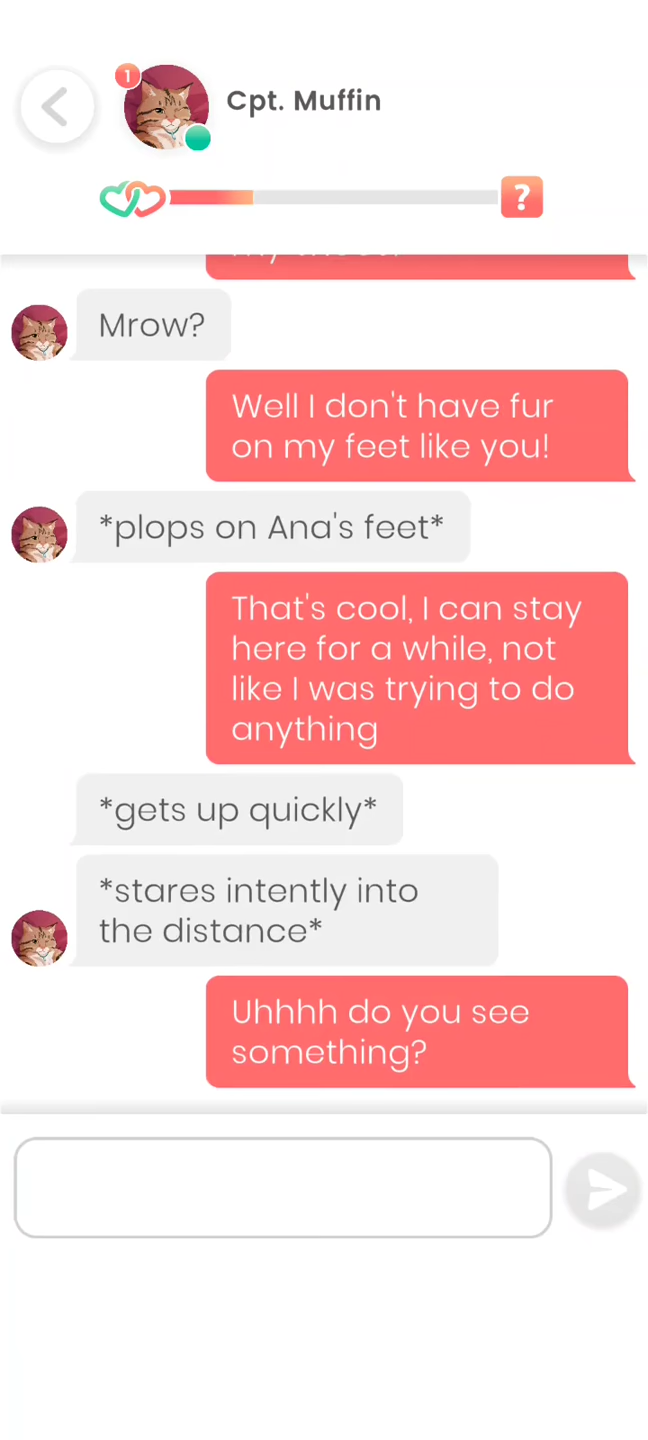 1
Cpt. Muffin
?
Mrow?
Well I don't have fur
on my feet like you!
*plops on Ana's feet*
That's cool, I can stay
here for a while, not
like I was trying to do
anything
*gets up quickly*
*stares intently into
the distance*
Uhhhh do you see
something?